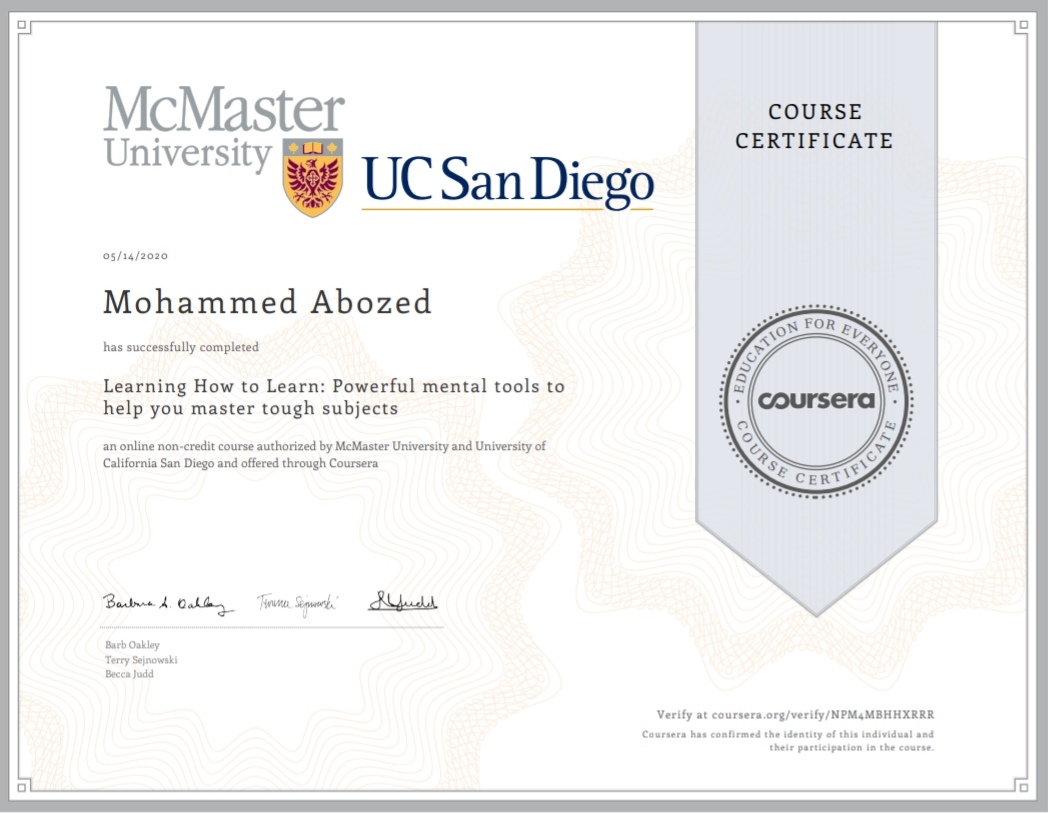 McMaster
University
UC San Diego
COURSE
CERTIFICATE
05/14/2020
Mohammed Abozed
has successfully completed
Learning How to Learn: Powerful mental tools to
help you master tough subjects
an online non-credit course authorized by McMaster University and University of
California San Diego and offered through Coursera
EDUCATION FOR EVERYONE
coursera
COURSE CERTIFICATE
Barbara A. Oakley
Barb Oakley
Terry Sejnowski
Becca Judd
Verify at coursera.org/verify/NPM4MBHHXRRR
Coursera has confirmed the identity of this individual and
their participation in the course.